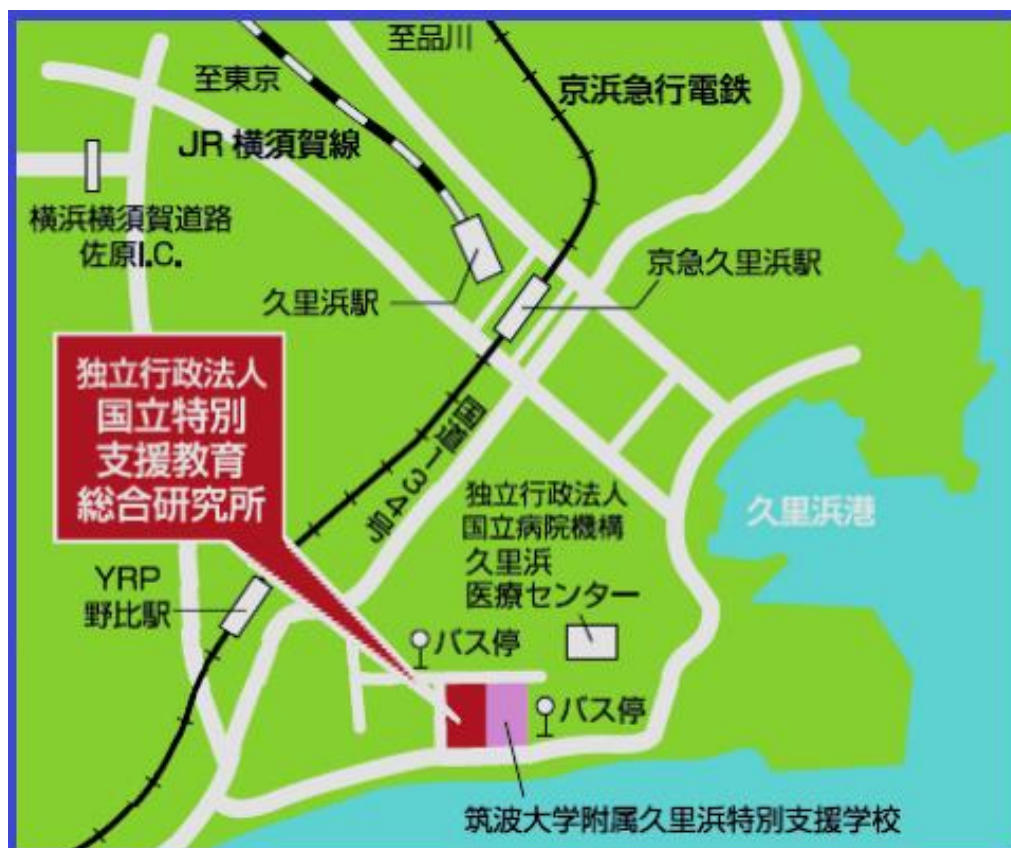 至品川
至東京
京浜急行電鉄
JR 横須賀線
横浜横須賀道路
佐原I.C.
京急久里浜駅
久里浜駅
独立行政法人
国立特別
支援教育
総合研究所
国道134号
独立行政法人
国立病院機構
久里浜
医療センター
久里浜港
YRP
野比駅
バス停
バス停
筑波大学附属久里浜特別支援学校